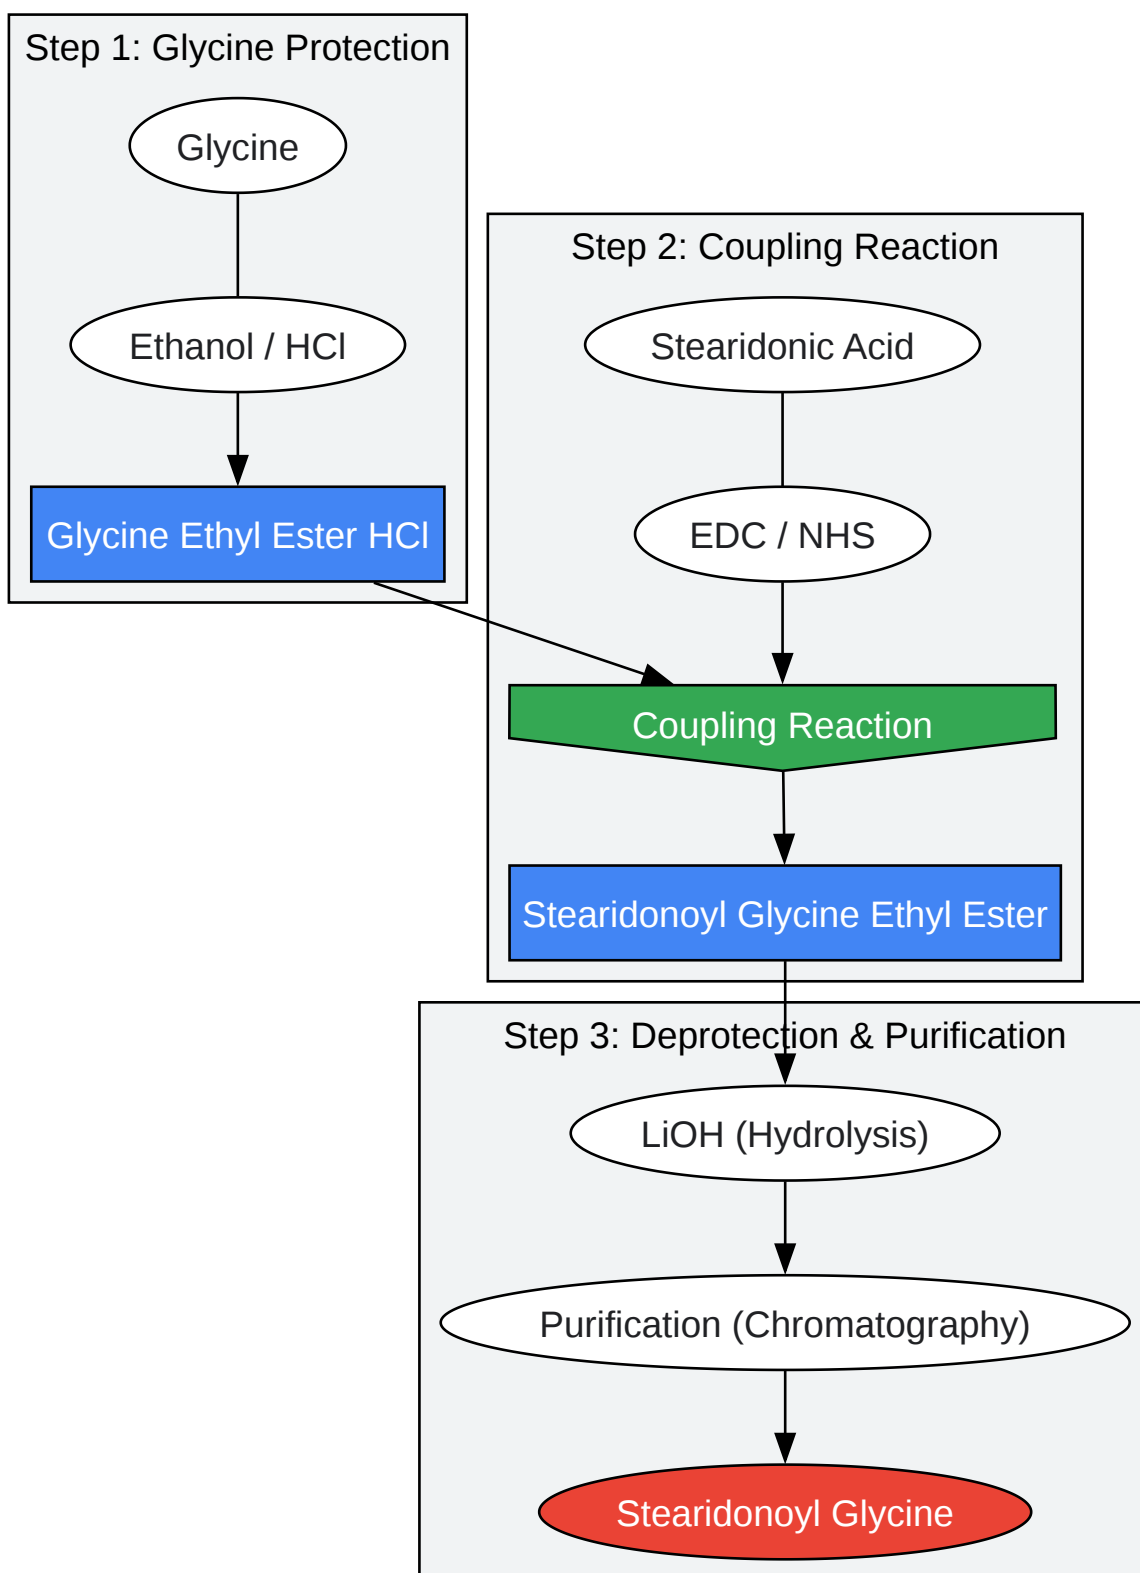 Step 1: Glycine Protection
Glycine
Ethanol / HCl
Glycine Ethyl Ester HCl
Step 2: Coupling Reaction
Stearidonic Acid
EDC / NHS
Coupling Reaction
Stearidonoyl Glycine Ethyl Ester
Step 3: Deprotection & Purification
LiOH (Hydrolysis)
Purification (Chromatography)
Stearidonoyl Glycine